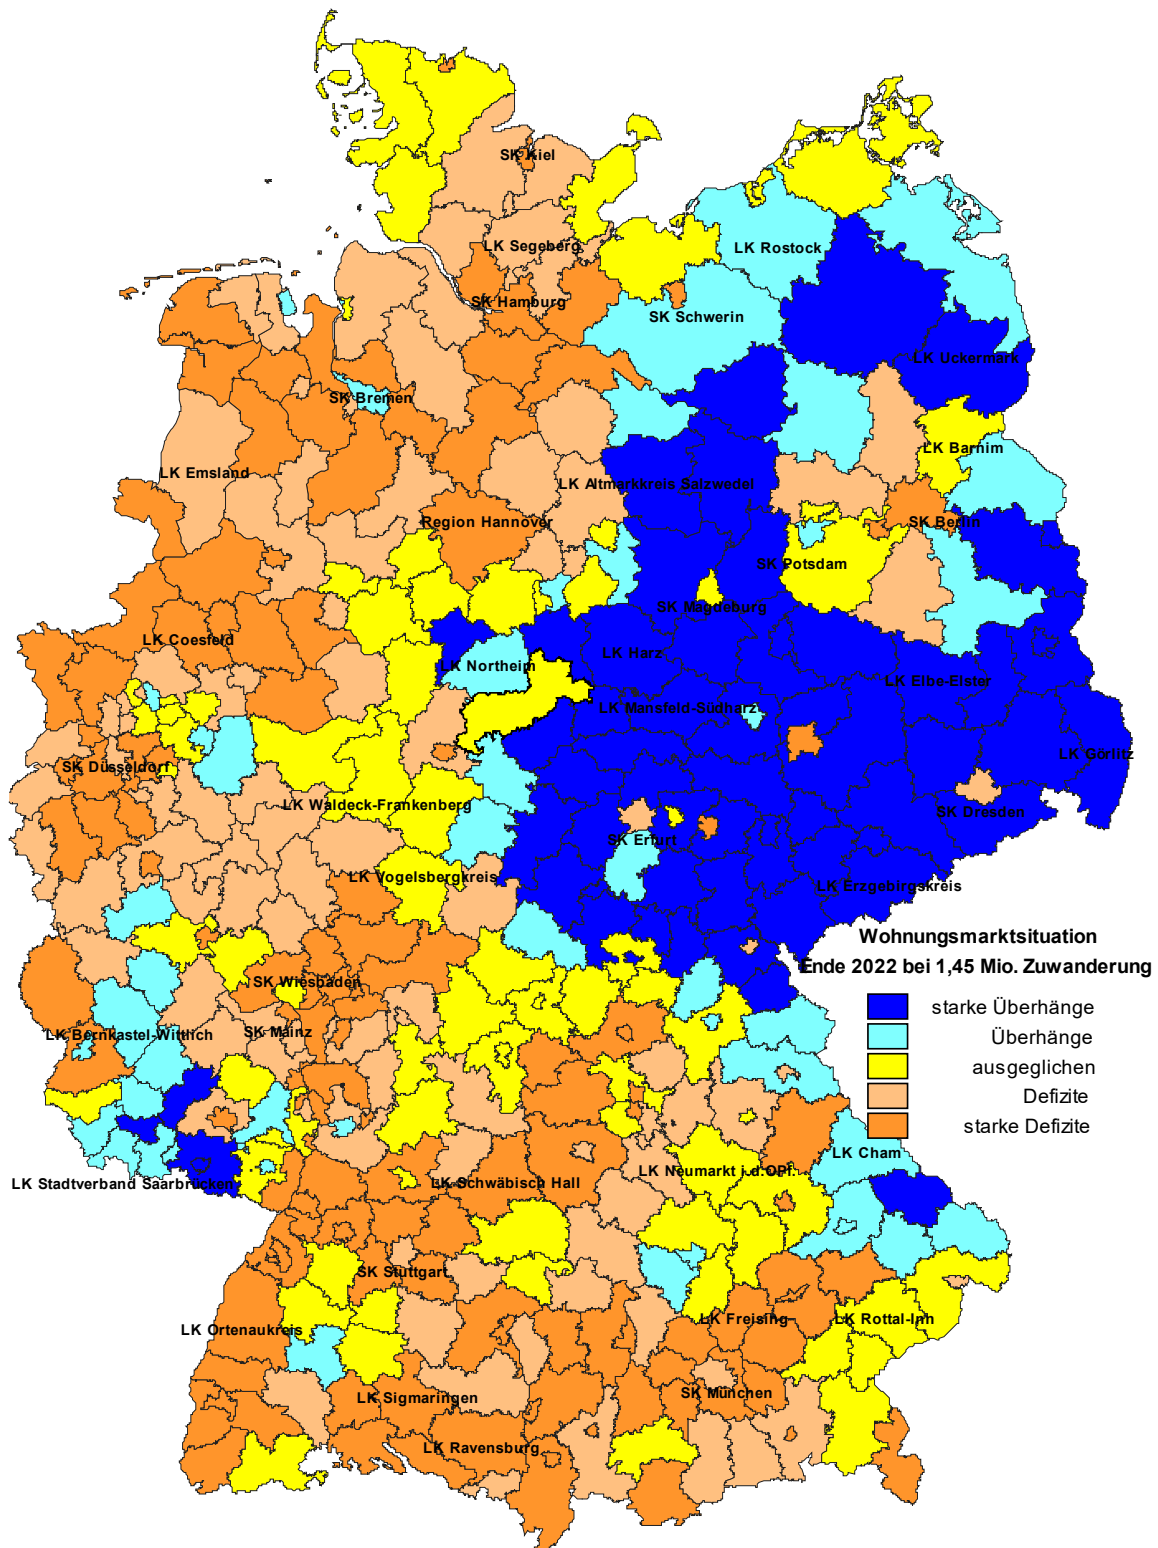 SK Kiel
LK Segeberg
LK Rostock
SK Hamburg
SK Schwerin
LK Uckermark
SK Bremen
LK Barnim
LK Emsland
LK Altmarkkreis Salzwedel
Region Hannover
SK Berlin
SK Potsdam
SK Magdeburg
LK Coesfeld
LK Northeim
LK Harz
LK Elbe-Elster
LK Mansfeld-Südharz
LK Görlitz
SK Düsseldorf
LK Waldeck-Frankenberg
SK Dresden
SK Erfurt
LK Vogelsbergkreis
LK Erzgebirgskreis
Wohnungsmarktsituation
Ende 2022 bei 1,45 Mio. Zuwanderung
SK Wiesbaden
starke Überhänge
LK Bernkastel-Wittlich
SK Mainz
Überhänge
ausgeglichen
Defizite
starke Defizite
LK Cham
LK Neumarkt i.d.OPf.
LK Stadtverband Saarbrücken
LK Schwäbisch Hall
SK Stuttgart
LK Freising
LK Rottal-Inn
LK Ortenaukreis
SK München
LK Sigmaringen
LK Ravensburg